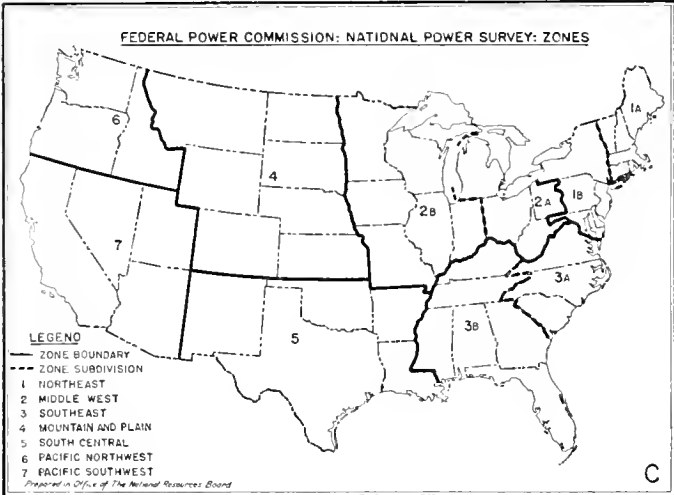 FEDERAL POWER COMMISSION: NATIONAL POWER SURVEY: ZONES
1A
6
4
2A
1B
2B
7
3A
3B
5
LEGEND
ZONE BOUNDARY
ZONE SUBDIVISION
1 NORTHEAST
2 MIDDLE WEST
3 SOUTHEAST
4 MOUNTAIN AND PLAIN
5 SOUTH CENTRAL
6 PACIFIC NORTHWEST
7 PACIFIC SOUTHWEST
Prepared in Office of The National Resources Board
C